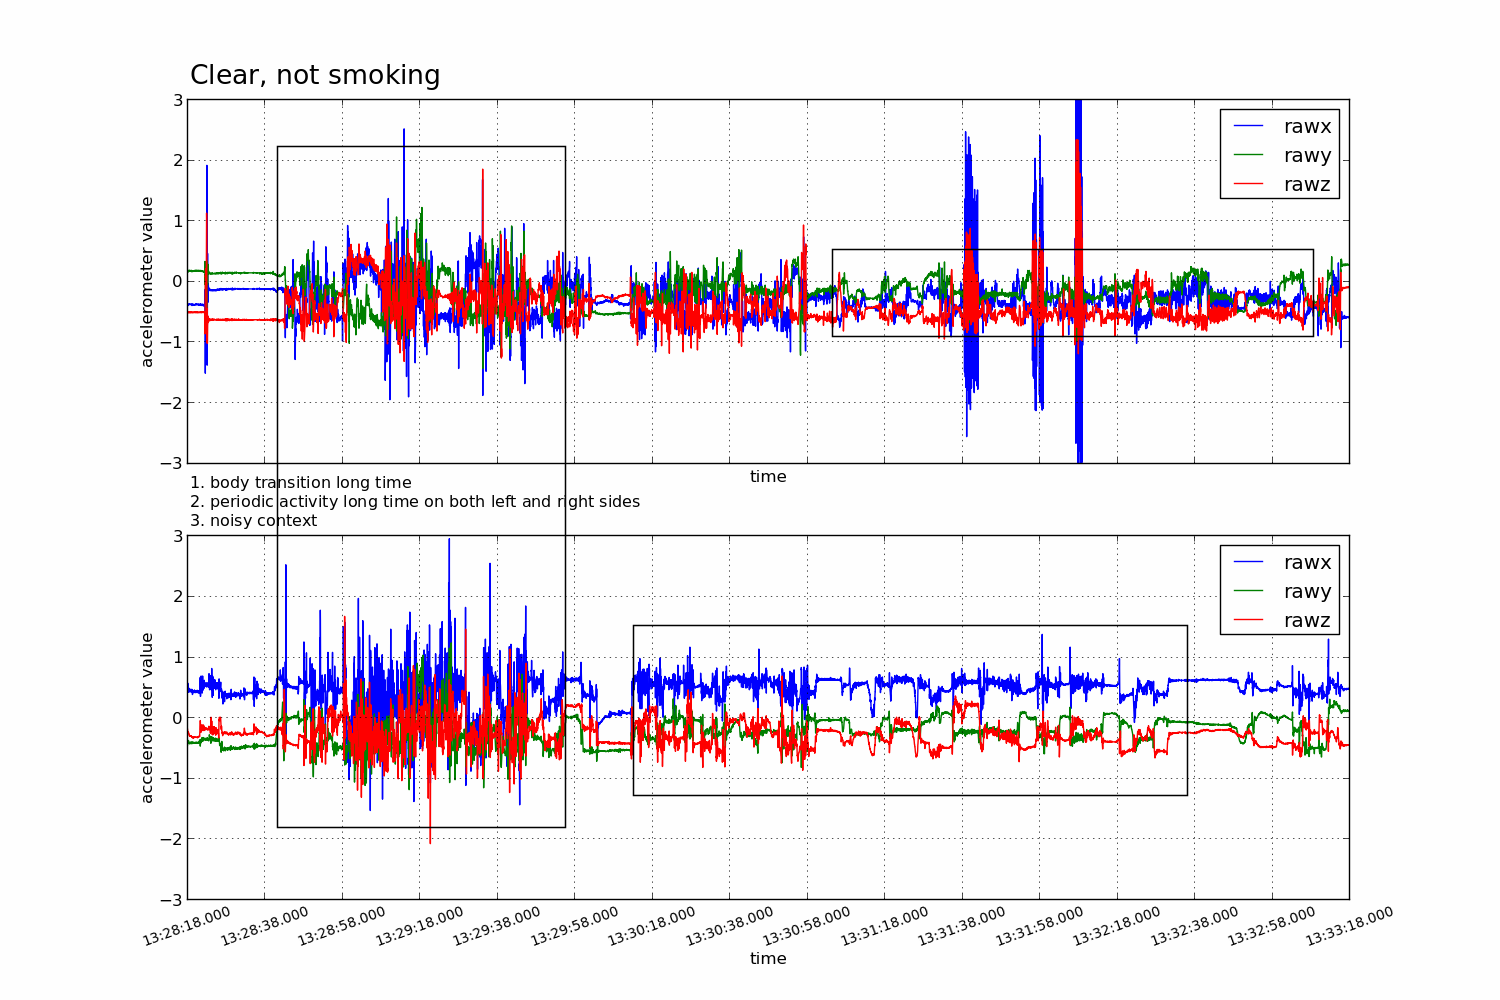 Clear, not smoking
3
2
1
0
−1
−2
−3
accelerometer value
rawx
rawy
rawz
time
1. body transition long time
2. periodic activity long time on both left and right sides
3. noisy context
3
2
1
0
−1
−2
−3
accelerometer value
rawx
rawy
rawz
13:28:18.000
13:28:38.000
13:28:58.000
13:29:18.000
13:29:38.000
13:29:58.000
13:30:18.000
13:30:38.000
13:30:58.000
13:31:18.000
13:31:38.000
13:31:58.000
13:32:18.000
13:32:38.000
13:32:58.000
13:33:18.000
time